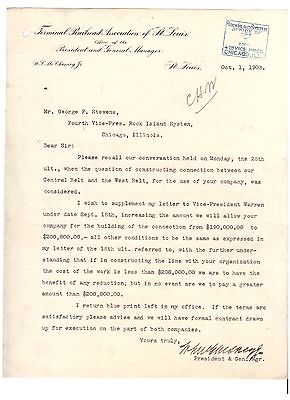 Terminal Railroad Association of St. Louis
Office of the
President and General Manager.
W. S. McChesney Jr.
St. Louis, Oct. 1, 1903.
C H W
Mr. George F. Stevens,
Fourth Vice-Pres. Rock Island System,
Chicago, Illinois.
Dear Sir:
Please recall our conversation held on Monday, the 28th
ult., when the question of constructing connection between our
Central Belt and the West Belt, for the use of your company, was
considered.
I wish to supplement my letter to Vice-President Warren
under date Sept. 18th, increasing the amount we will allow your
company for the building of the connection from $190,000.00 to
$200,000.00 - all other conditions to be the same as expressed in
my letter of the 18th ult. referred to, with the further under-
standing that if in constructing the line with your organization
the cost of the work is less than $200,000.00 we are to have the
benefit of any reduction; but in no event are we to pay a greater
amount than $200,000.00.
I return blue print left in my office. If the terms are
satisfactory please advise and we will have formal contract drawn
up for execution on the part of both companies.
Yours truly,
President & Gen. Mgr.